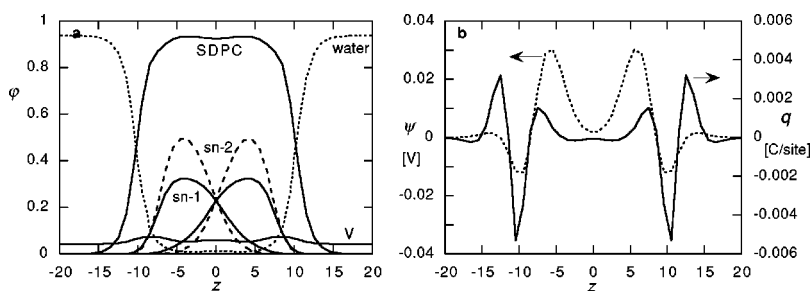 a
SDPC
water
sn-2
sn-1
V
φ
1
0.8
0.6
0.4
0.2
0
-20 -15 -10 -5 0 5 10 15 20
z
b
ψ
[V]
0.04
0.02
0
-0.02
-0.04
0.006
0.004
0.002
0
-0.002
-0.004
-0.006
q
[C/site]
-20 -15 -10 -5 0 5 10 15 20
z